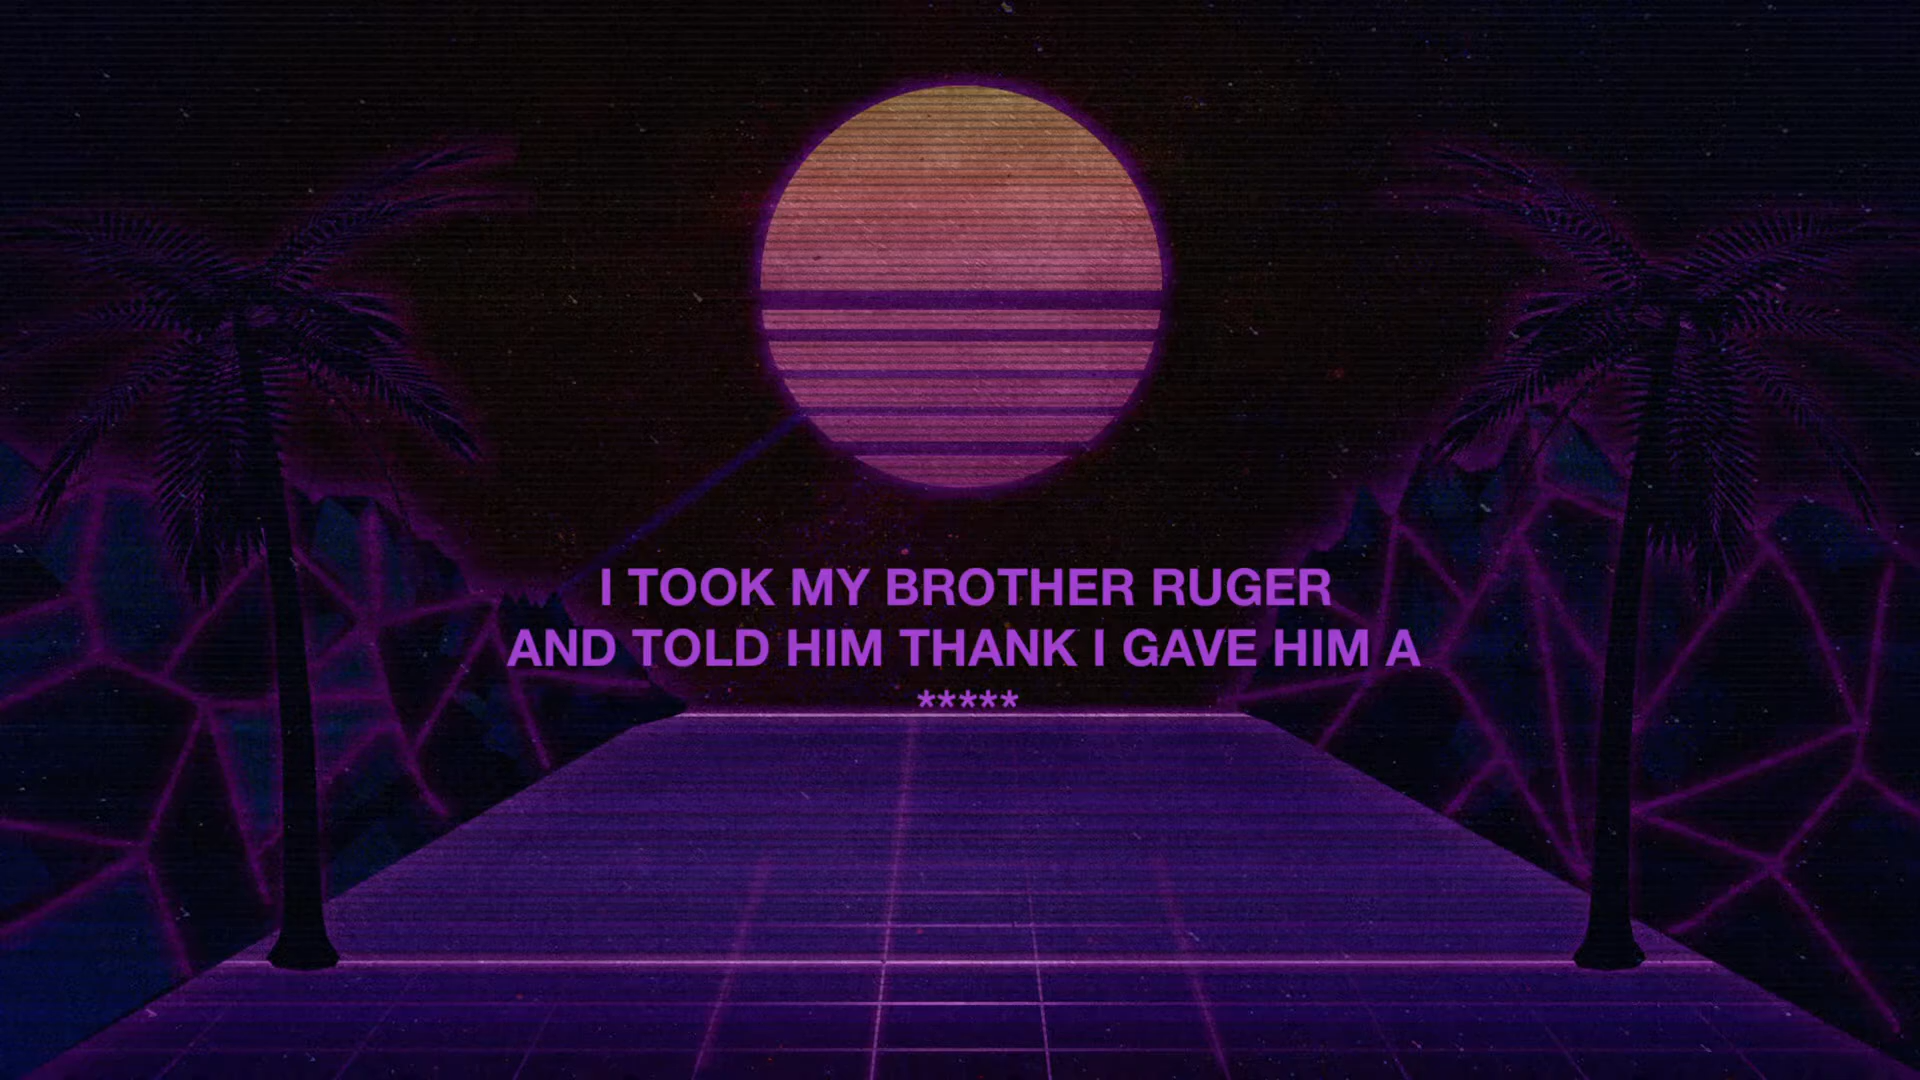 I TOOK MY BROTHER RUGER
AND TOLD HIM THANK I GAVE HIM A
*****